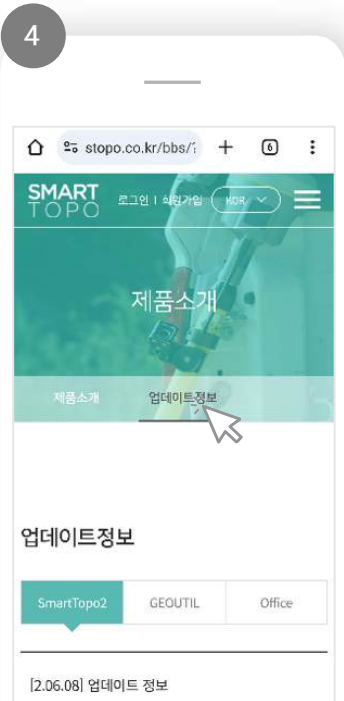 4
stopo.co.kr/bbs/?
6
SMART
TOPO
로그인 | 회원가입
KOR
제품소개
제품소개
업데이트정보
업데이트정보
SmartTopo2
GEOUTIL
Office
[2.06.08] 업데이트 정보